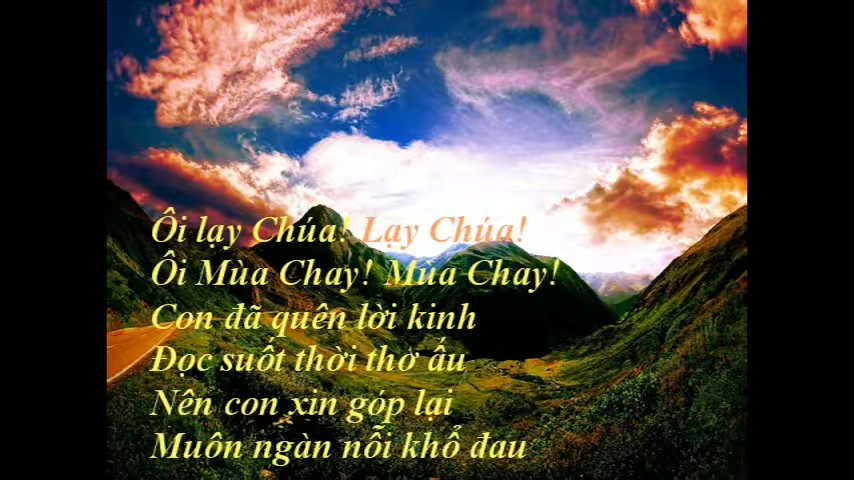 Ôi lạy Chúa! Lạy Chúa!
Ôi Mùa Chay! Mùa Chay!
Con đã quên lời kinh
Đọc suốt thời thơ ấu
Nên con xin góp lại
Muôn ngàn nỗi khổ đau